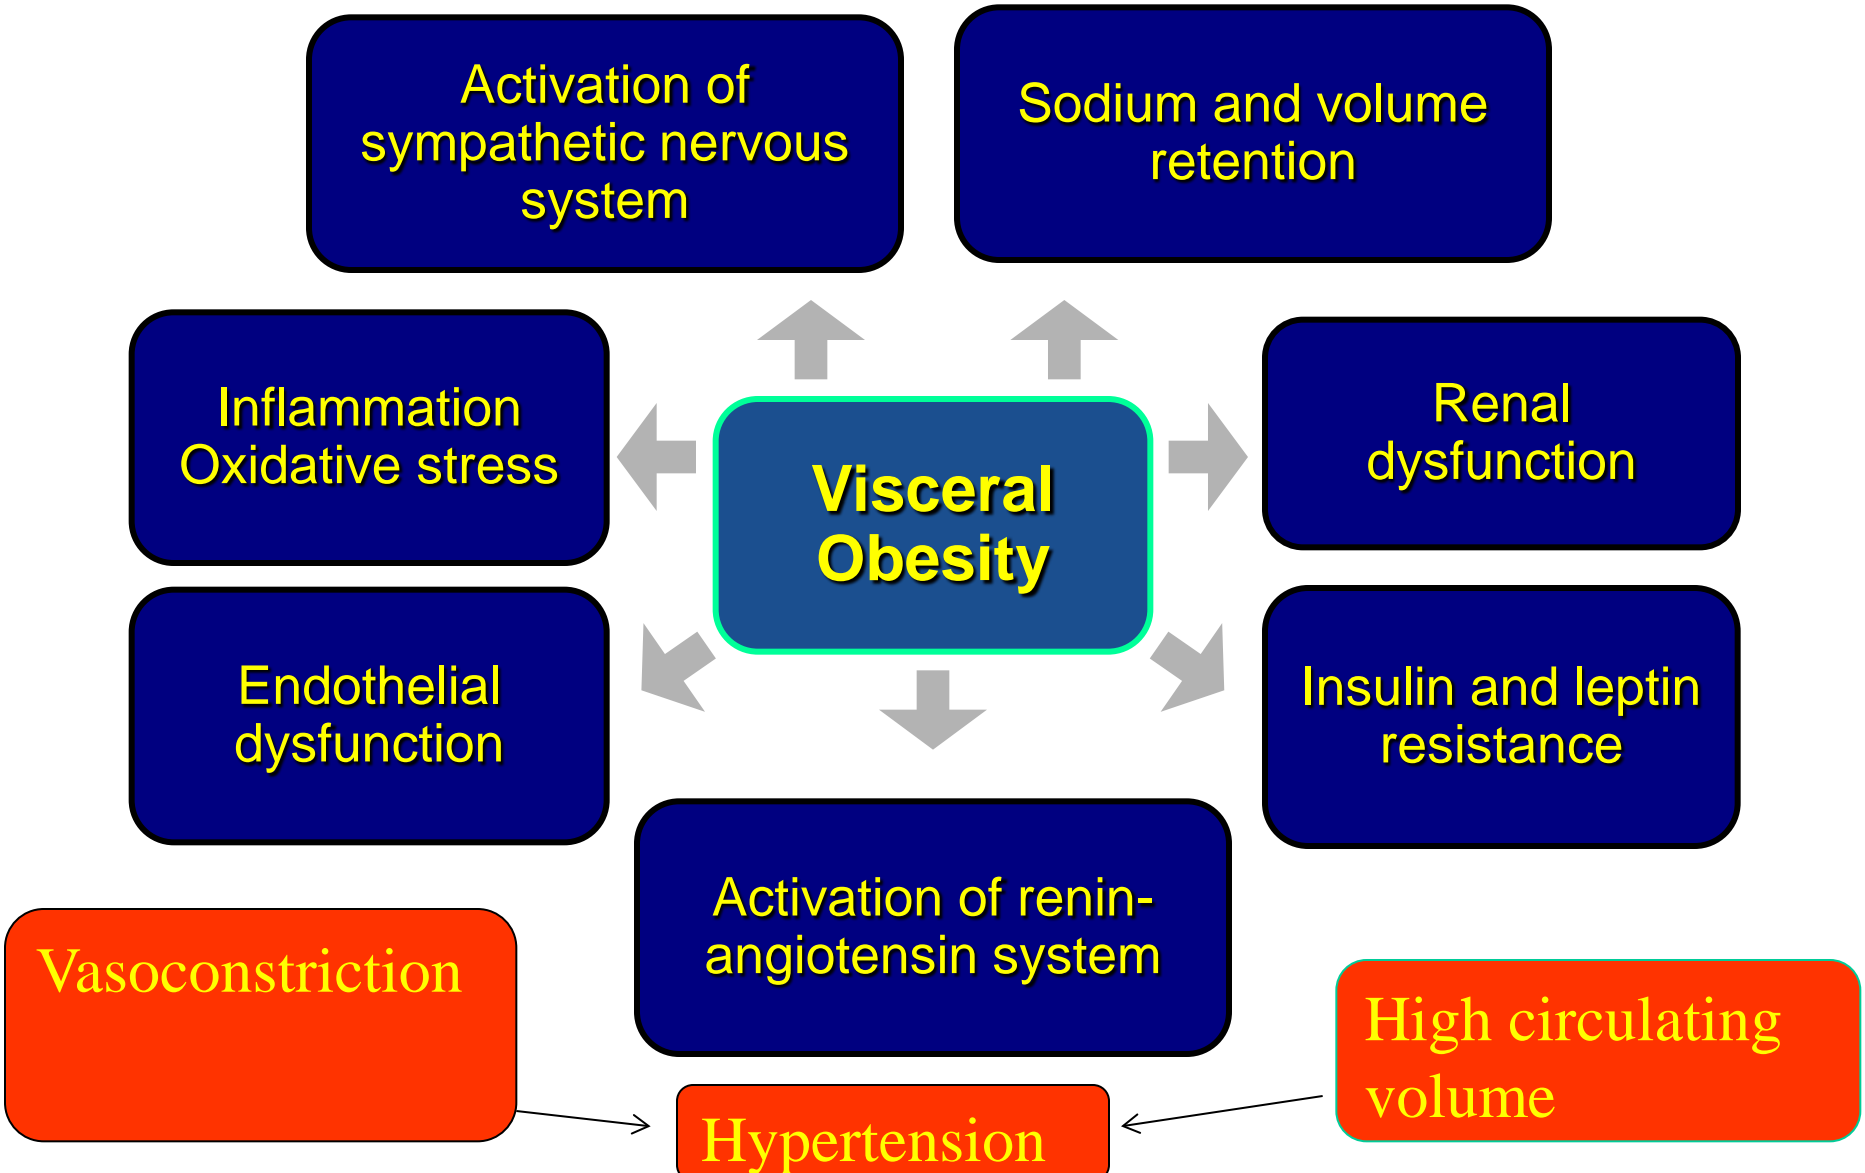 Activation of
sympathetic nervous
system
Sodium and volume
retention
Inflammation
Oxidative stress
Visceral
Obesity
Renal
dysfunction
Endothelial
dysfunction
Insulin and leptin
resistance
Activation of renin-
angiotensin system
Vasoconstriction
High circulating
volume
Hypertension